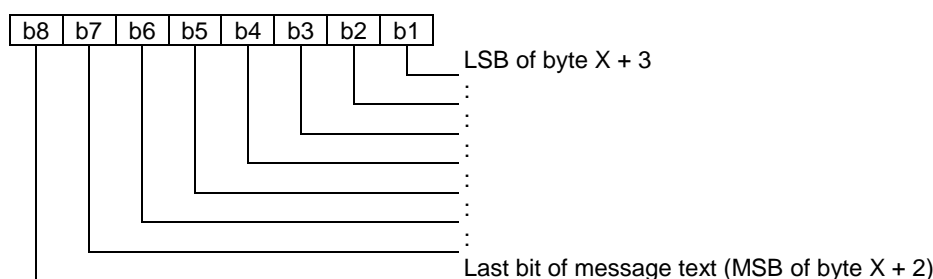 b8 b7 b6 b5 b4 b3 b2 b1
LSB of byte X + 3
:
:
:
:
:
:
Last bit of message text (MSB of byte X + 2)